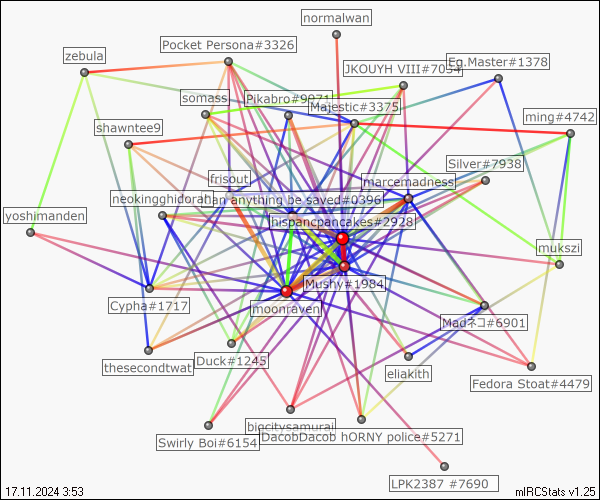 normalwan
Pocket Persona#3326
zebula
JKOUYH VIII#7054
Eg.Master#1378
somass
Pikabro#9071
Majestic#3375
ming#4742
shawntee9
Silver#7938
frisout
marcemadness
neokingghidorah
can anything be saved#0396
yoshimanden
hispancpancakes#2928
mukszi
Mushy#1984
Cypha#1717
moonraven
Madネコ#6901
Duck#1245
thesecondtwat
eliakith
Fedora Stoat#4479
bigcitysamurai
Swirly Boi#6154
DacobDacob hORNY police#5271
LPK2387 #7690
17.11.2024 3:53
mIRCStats v1.25